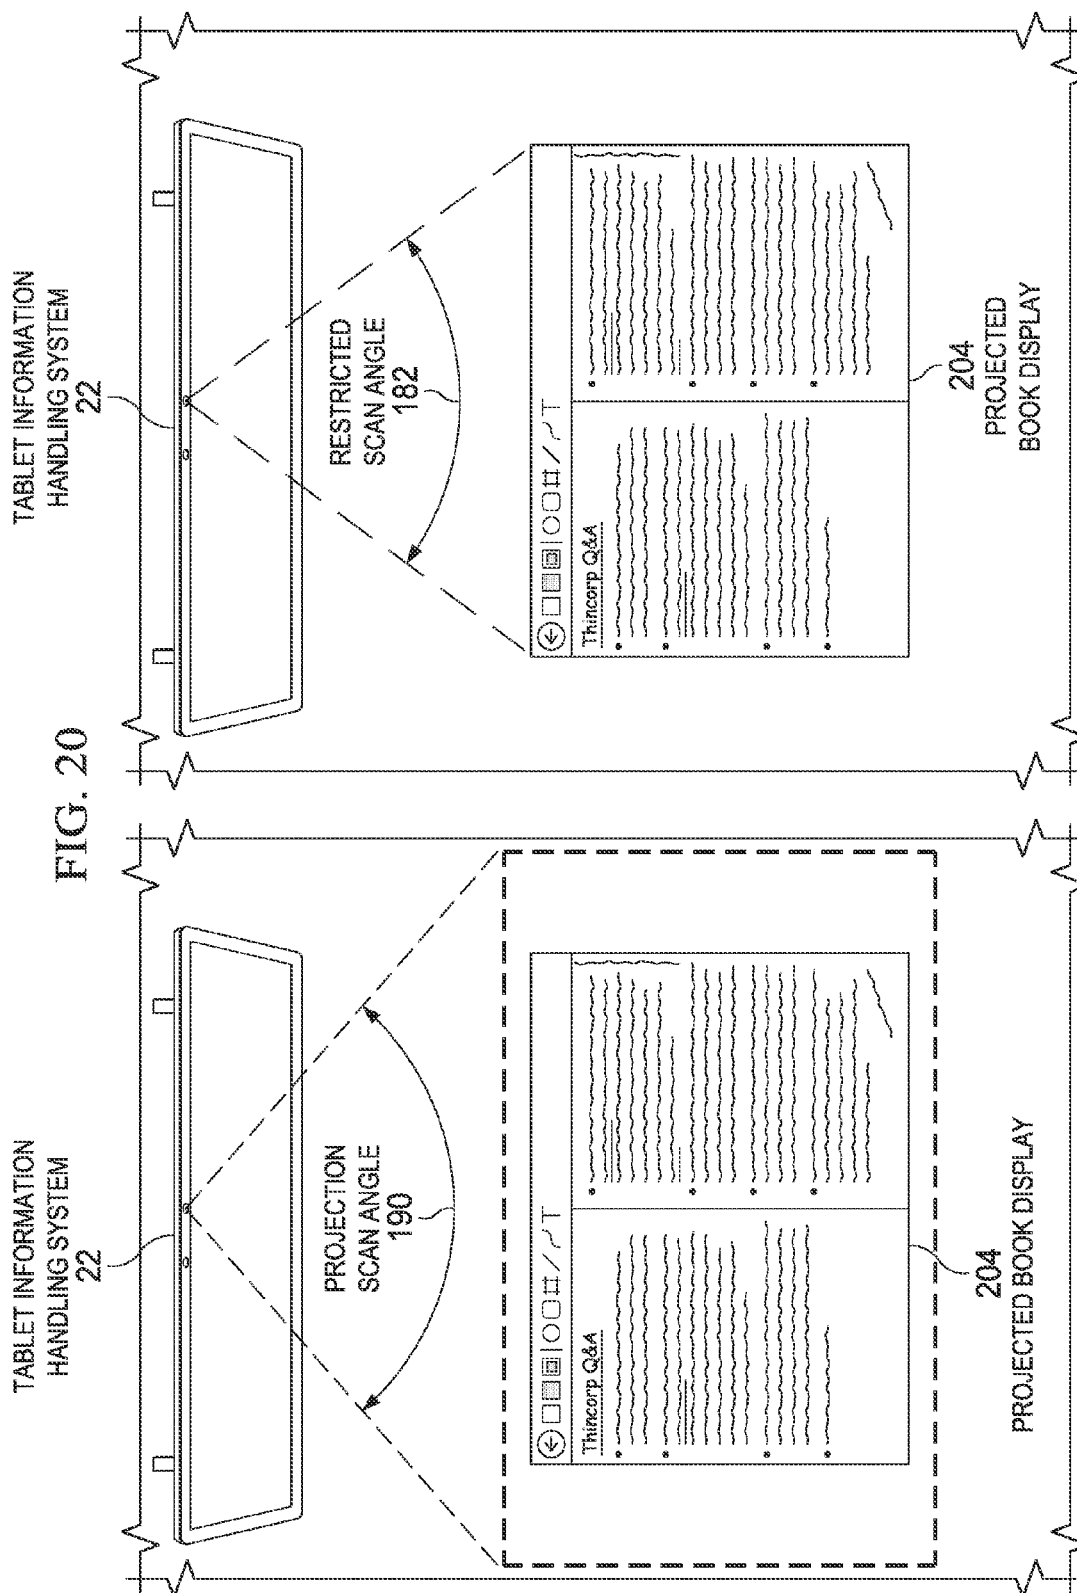 FIG. 20
TABLET INFORMATION
HANDLING SYSTEM
22
PROJECTION
SCAN ANGLE
190
T
Thincorp Q&A
204
PROJECTED BOOK DISPLAY
TABLET INFORMATION
HANDLING SYSTEM
22
RESTRICTED
SCAN ANGLE
182
T
Thincorp Q&A
204
PROJECTED
BOOK DISPLAY